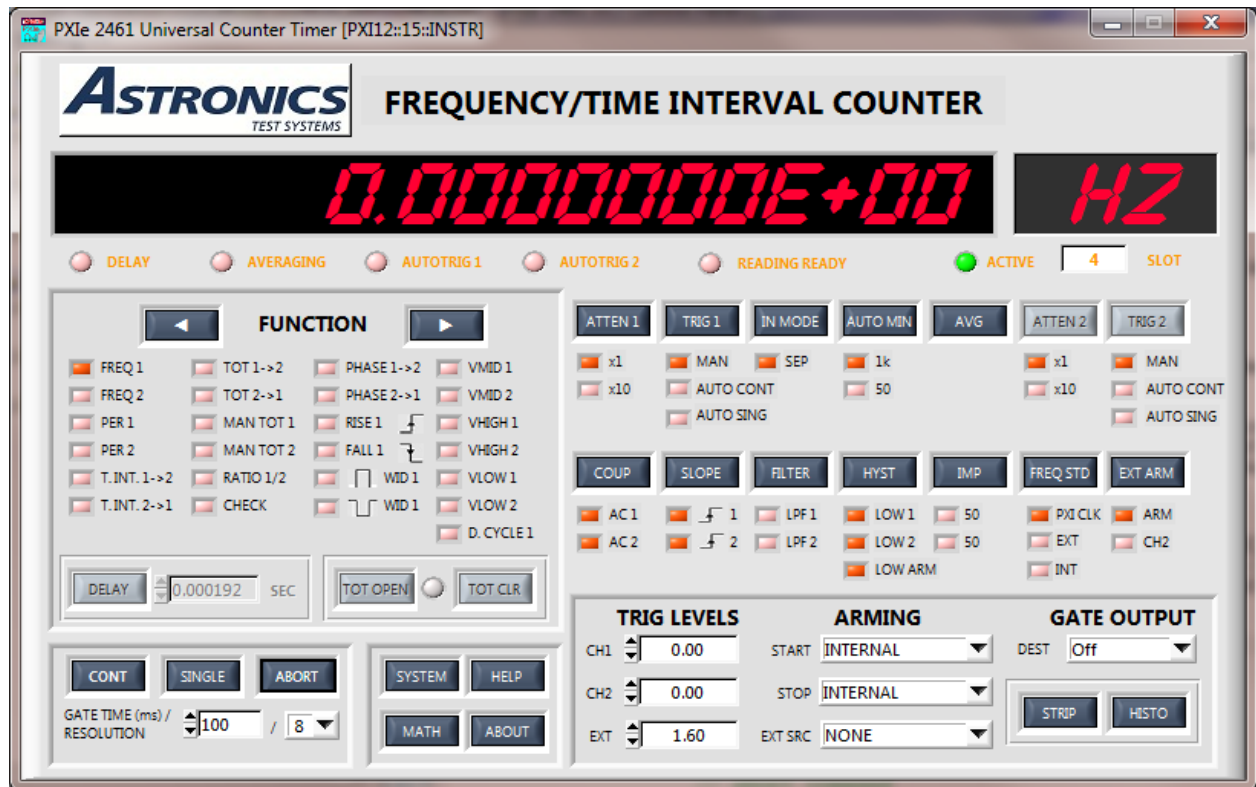 PXIe 2461 Universal Counter Timer [PXI12::15::INSTR]
ASTRONICS
TEST SYSTEMS
FREQUENCY/TIME INTERVAL COUNTER
0.0000000E+00 HZ
DELAY AVERAGING AUTOTRIG 1 AUTOTRIG 2 READING READY ACTIVE 4 SLOT
FUNCTION
FREQ 1 TOT 1->2 PHASE 1->2 VMID 1
FREQ 2 TOT 2->1 PHASE 2->1 VMID 2
PER 1 MAN TOT 1 RISE 1 VHIGH 1
PER 2 MAN TOT 2 FALL 1 VHIGH 2
T.INT. 1->2 RATIO 1/2 WID 1 VLOW 1
T.INT. 2->1 CHECK WID 1 VLOW 2
D. CYCLE 1
DELAY 0.000192 SEC TOT OPEN TOT CLR
ATTEN 1 TRIG 1 IN MODE AUTO MIN AVG ATTEN 2 TRIG 2
x1 MAN SEP 1k x1 MAN
x10 AUTO CONT 50 x10 AUTO CONT
AUTO SING AUTO SING
COUP SLOPE FILTER HYST IMP FREQ STD EXT ARM
AC 1 1 LPF 1 LOW 1 50 PXI CLK ARM
AC 2 2 LPF 2 LOW 2 50 EXT CH2
LOW ARM INT
CONT SINGLE ABORT
GATE TIME (ms) /
RESOLUTION 100 / 8
SYSTEM HELP
MATH ABOUT
TRIG LEVELS ARMING GATE OUTPUT
CH1 0.00 START INTERNAL DEST Off
CH2 0.00 STOP INTERNAL STRIP HISTO
EXT 1.60 EXT SRC NONE